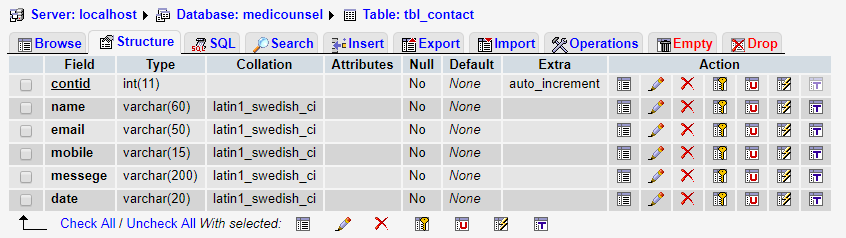 Server: localhost Database: medicounsel Table: tbl_contact
Browse Structure SQL Search Insert Export Import Operations Empty Drop
Field Type Collation Attributes Null Default Extra Action
contid int(11) No None auto_increment
name varchar(60) latin1_swedish_ci No None
email varchar(50) latin1_swedish_ci No None
mobile varchar(15) latin1_swedish_ci No None
messege varchar(200) latin1_swedish_ci No None
date varchar(20) latin1_swedish_ci No None
Check All / Uncheck All With selected: